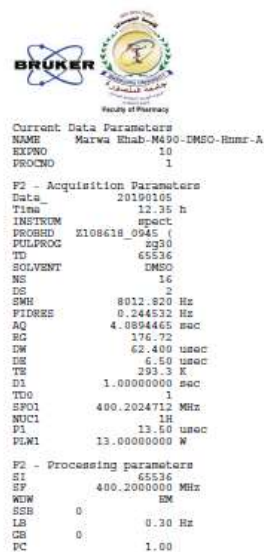 BRUKER
Faculty of Pharmacy
Current Data Parameters
NAME Marwa Ehab-M490-DMSO-Hnmr-A
EXPNO 10
PROCNO 1
F2 - Acquisition Parameters
Date_ 20190105
Time 12.35 h
INSTRUM spect
PROBHD Z108618_0945 (
PULPROG zg30
TD 65536
SOLVENT DMSO
NS 16
DS 2
SWH 8012.820 Hz
FIDRES 0.244532 Hz
AQ 4.0894465 sec
RG 176.72
DW 62.400 usec
DE 6.50 usec
TE 293.3 K
D1 1.00000000 sec
TD0 1
SFO1 400.2024712 MHz
NUC1 1H
P1 13.50 usec
PLW1 13.00000000 W
F2 - Processing parameters
SI 65536
SF 400.2000000 MHz
WDW EM
SSB 0
LB 0.30 Hz
GB 0
PC 1.00